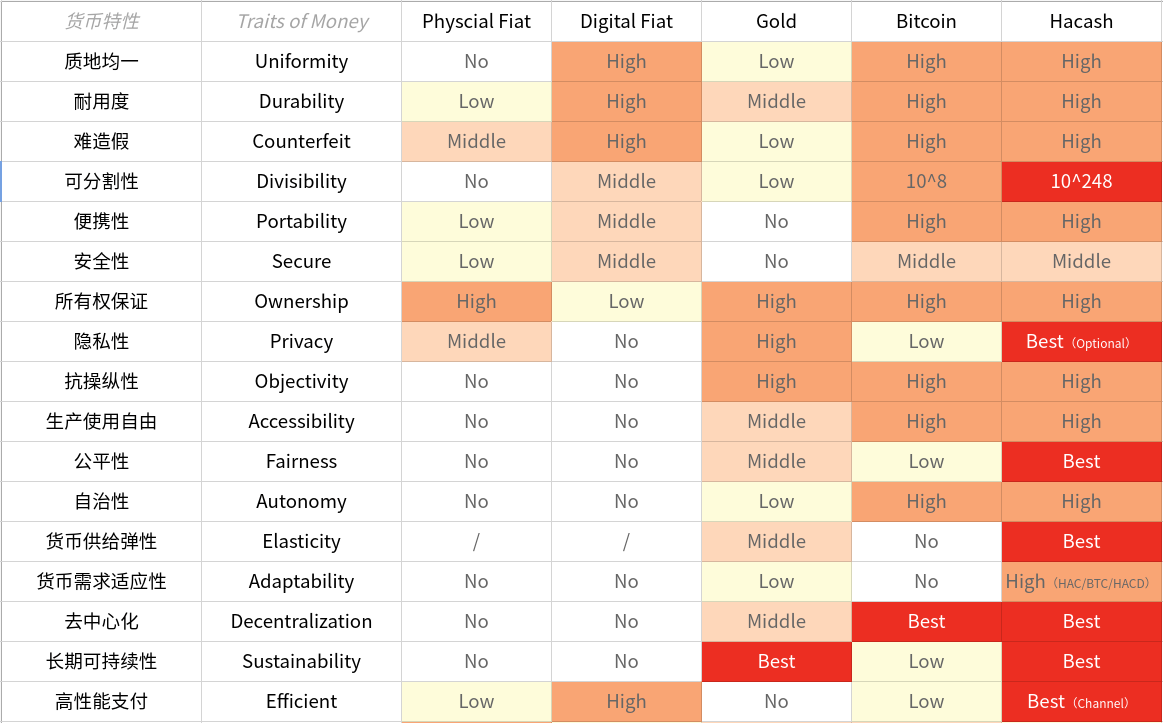 货币特性 Traits of Money Physcial Fiat Digital Fiat Gold Bitcoin Hacash
质地均一 Uniformity No High Low High High
耐用度 Durability Low High Middle High High
难造假 Counterfeit Middle High Low High High
可分割性 Divisibility No Middle Low 10^8 10^248
便携性 Portability Low Middle No High High
安全性 Secure Low Middle No Middle Middle
所有权保证 Ownership High Low High High High
隐私性 Privacy Middle No High Low Best（Optional）
抗操纵性 Objectivity No No High High High
生产使用自由 Accessibility No No Middle High High
公平性 Fairness No No Middle Low Best
自治性 Autonomy No No Low High High
货币供给弹性 Elasticity / / Middle No Best
货币需求适应性 Adaptability No No Low No High（HAC/BTC/HACD）
去中心化 Decentralization No No Middle Best Best
长期可持续性 Sustainability No No Best Low Best
高性能支付 Efficient Low High No Low Best（Channel）